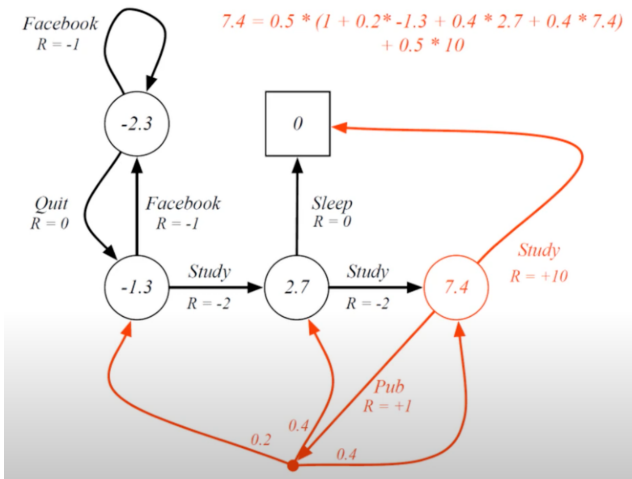 Facebook
R = -1
7.4 = 0.5 * (1 + 0.2* -1.3 + 0.4 * 2.7 + 0.4 * 7.4)
+ 0.5 * 10
-2.3
0
Quit
R = 0
Facebook
R = -1
Sleep
R = 0
Study
R = +10
-1.3
Study
R = -2
2.7
Study
R = -2
7.4
Pub
R = +1
0.2
0.4
0.4